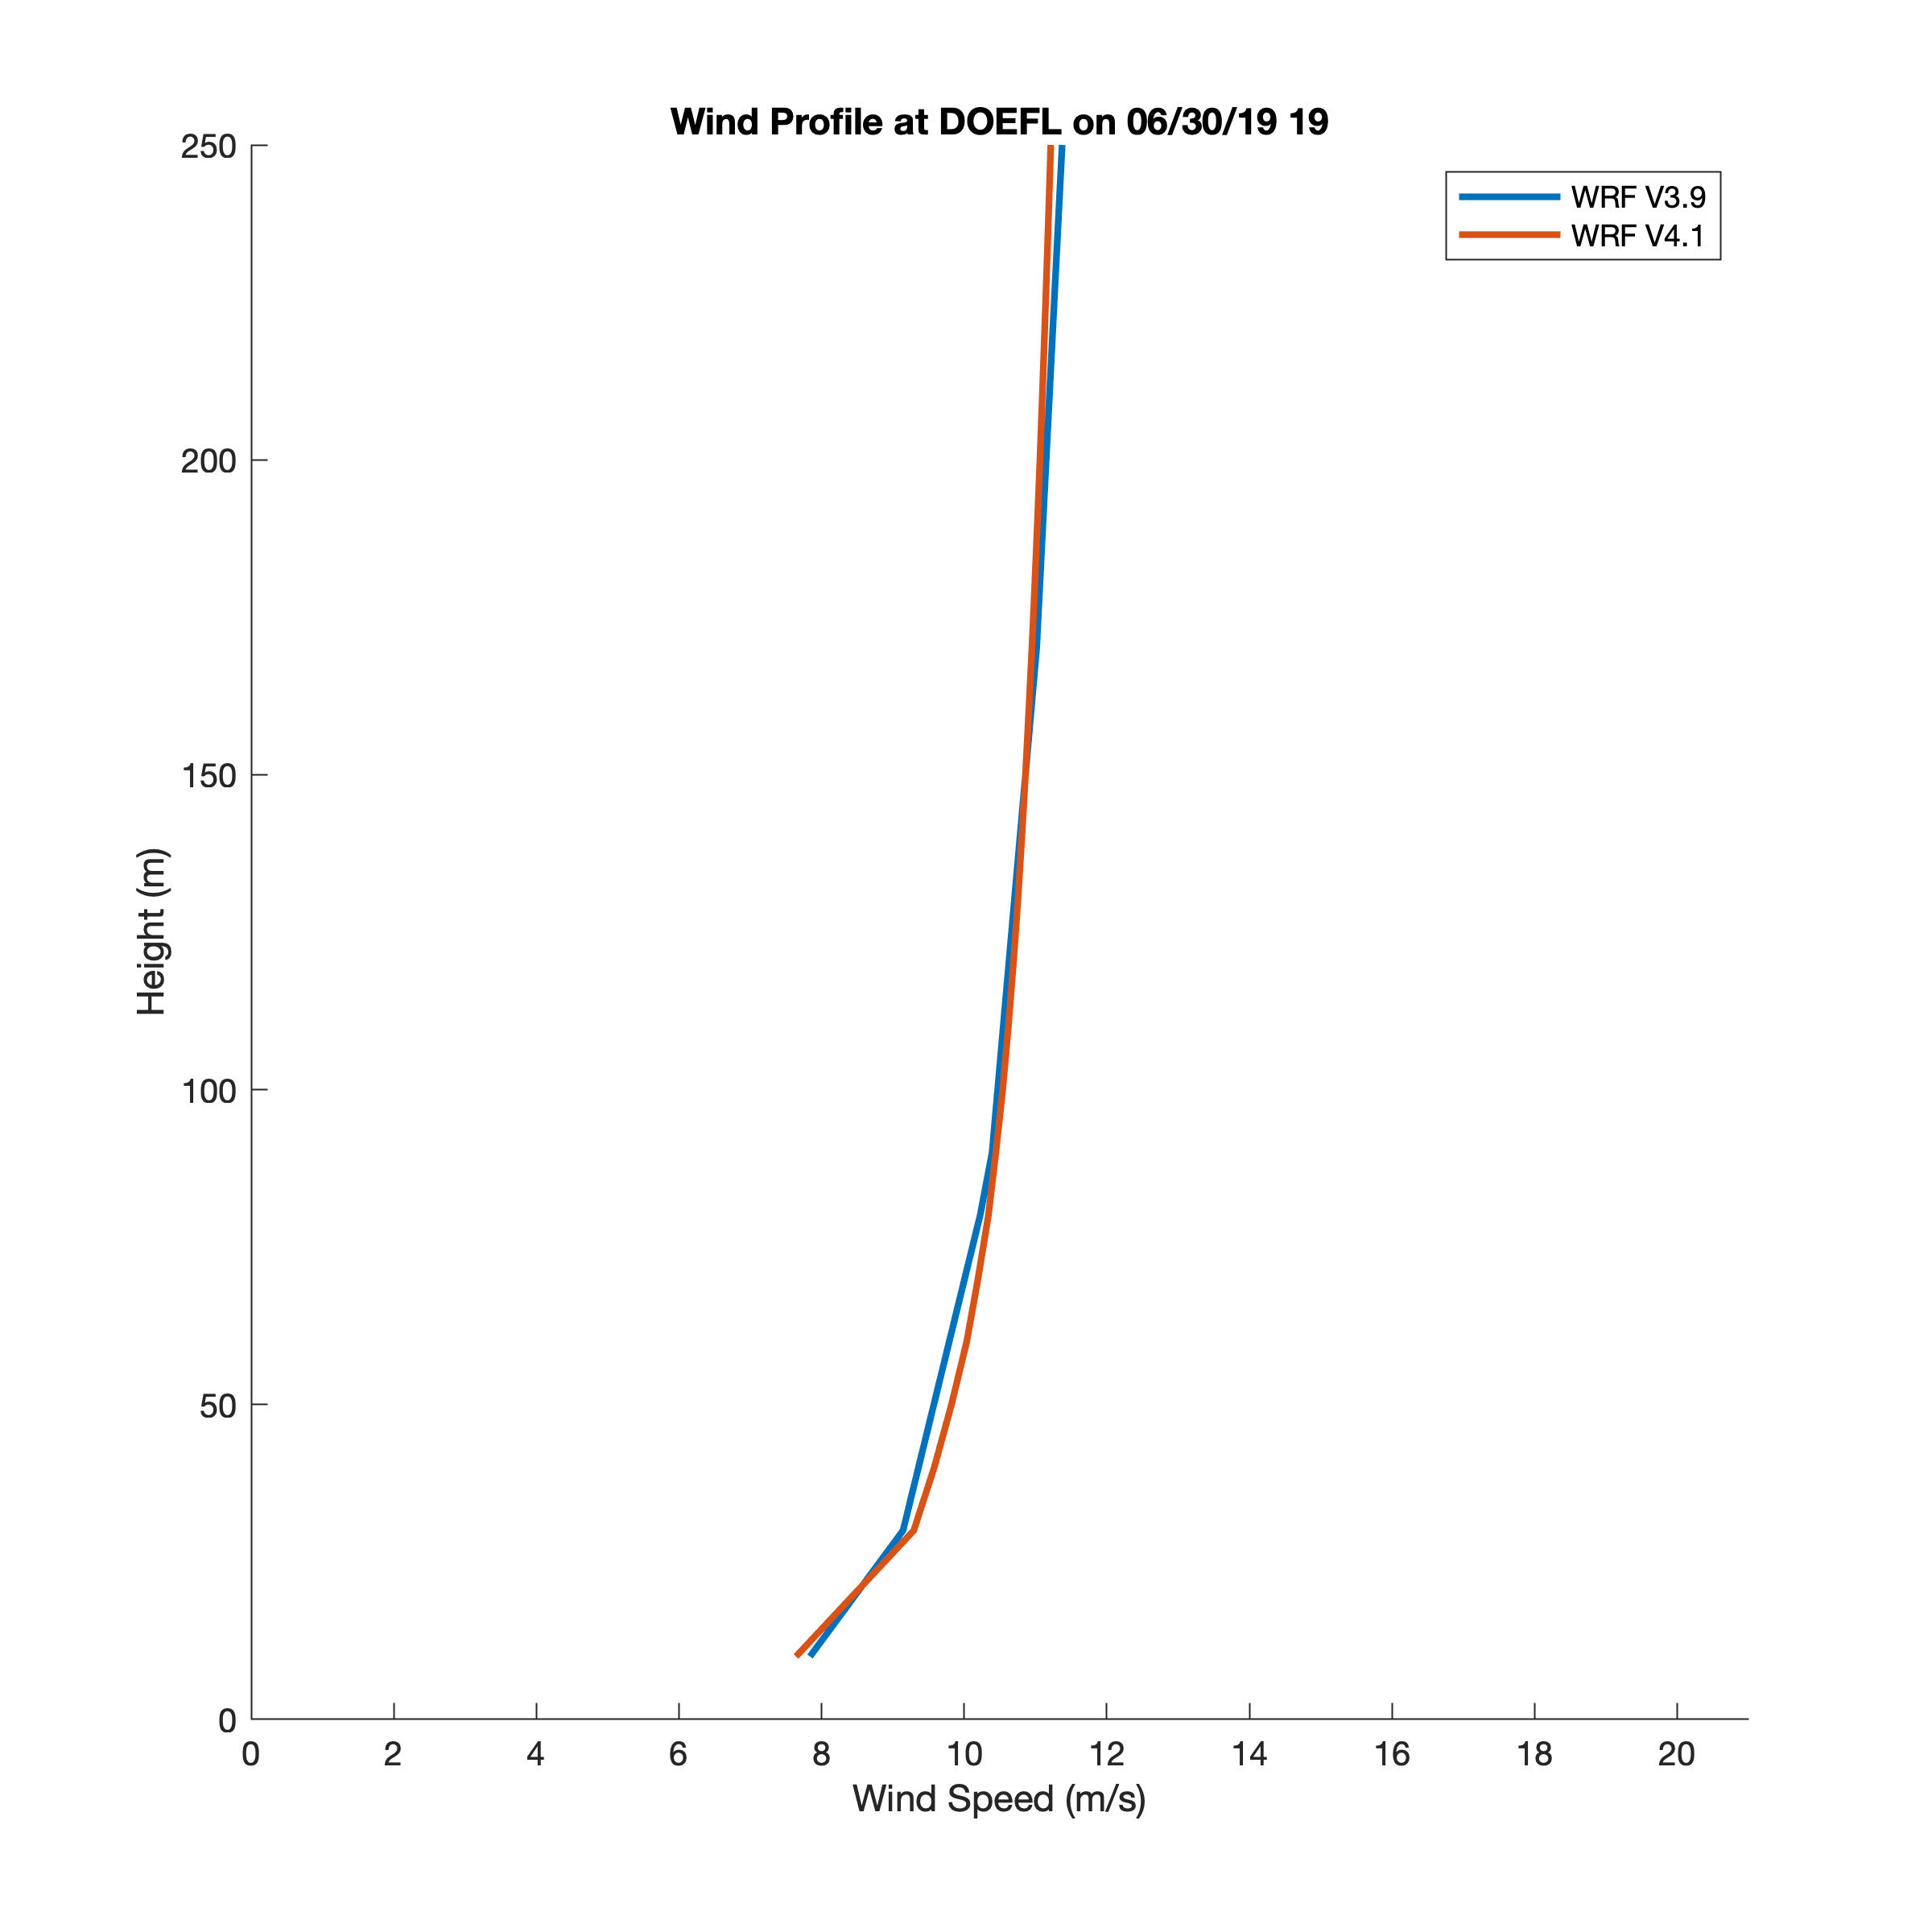 Wind Profile at DOEFL on 06/30/19 19
WRF V3.9
WRF V4.1
250
200
150
100
50
0
Height (m)
0 2 4 6 8 10 12 14 16 18 20
Wind Speed (m/s)